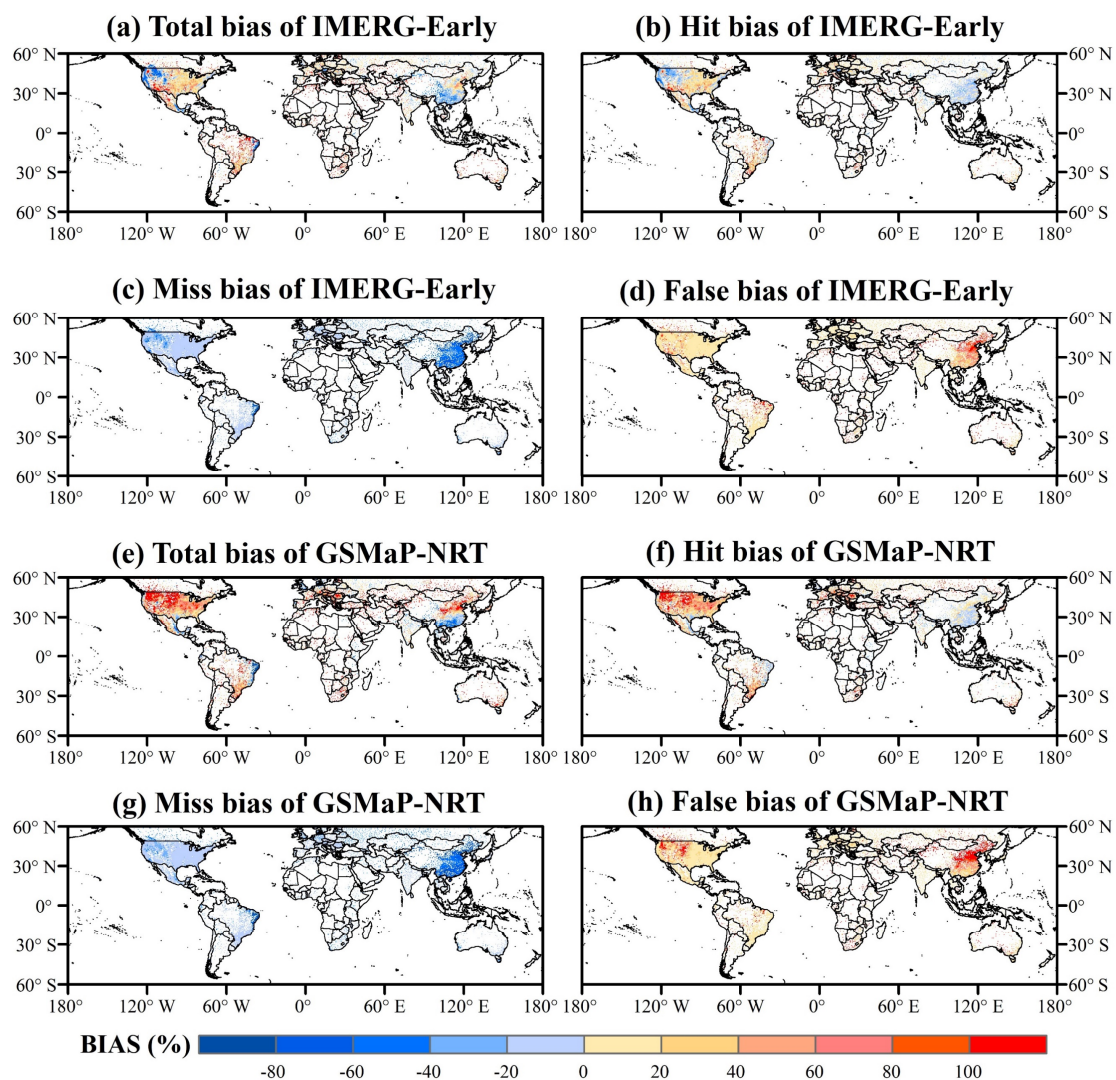 (a) Total bias of IMERG-Early
(b) Hit bias of IMERG-Early
60° N
30° N
0°
30° S
60° S
60° N
30° N
0°
30° S
60° S
180° 120° W 60° W 0° 60° E 120° E 180°
180° 120° W 60° W 0° 60° E 120° E 180°
(c) Miss bias of IMERG-Early
(d) False bias of IMERG-Early
60° N
30° N
0°
30° S
60° S
60° N
30° N
0°
30° S
60° S
180° 120° W 60° W 0° 60° E 120° E 180°
180° 120° W 60° W 0° 60° E 120° E 180°
(e) Total bias of GSMaP-NRT
(f) Hit bias of GSMaP-NRT
60° N
30° N
0°
30° S
60° S
60° N
30° N
0°
30° S
60° S
180° 120° W 60° W 0° 60° E 120° E 180°
180° 120° W 60° W 0° 60° E 120° E 180°
(g) Miss bias of GSMaP-NRT
(h) False bias of GSMaP-NRT
60° N
30° N
0°
30° S
60° S
60° N
30° N
0°
30° S
60° S
180° 120° W 60° W 0° 60° E 120° E 180°
180° 120° W 60° W 0° 60° E 120° E 180°
BIAS (%)
-80 -60 -40 -20 0 20 40 60 80 100